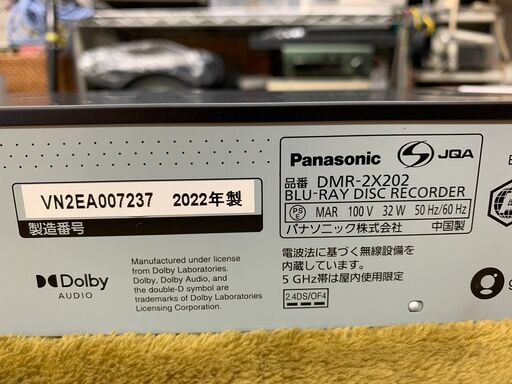 VN2EA007237 2022年製
製造番号
Dolby
AUDIO
Manufactured under license
from Dolby Laboratories.
Dolby, Dolby Audio, and
the double-D symbol are
trademarks of Dolby Laboratories
Licensing Corporation.
Panasonic JQA
品番 DMR-2X202
BLU-RAY DISC RECORDER
PSE MAR 100 V 32 W 50 Hz/60 Hz
パナソニック株式会社 中国製
電波法に基づく無線設備を
内蔵しています。
5 GHz帯は屋内使用限定
2.4DS/OF4